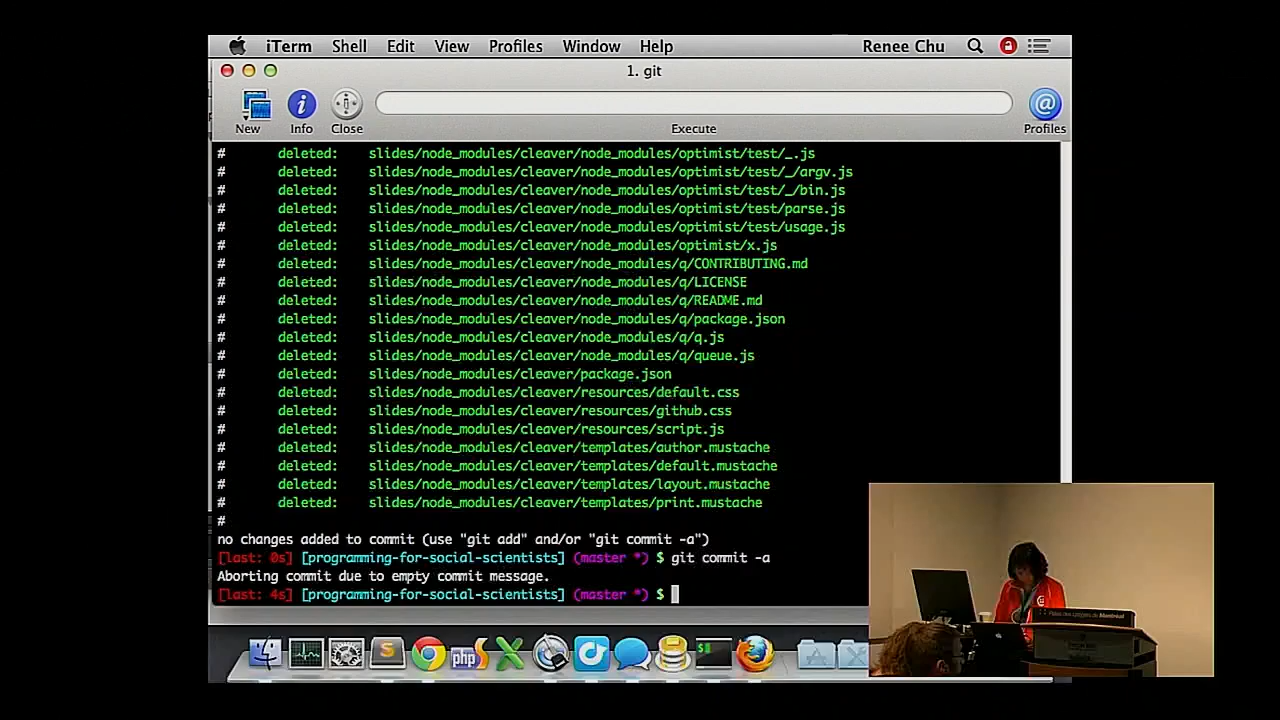 iTerm Shell Edit View Profiles Window Help Renee Chu
1. git
New Info Close Execute Profiles
# deleted: slides/node_modules/cleaver/node_modules/optimist/test/_.js
# deleted: slides/node_modules/cleaver/node_modules/optimist/test/_/argv.js
# deleted: slides/node_modules/cleaver/node_modules/optimist/test/_/bin.js
# deleted: slides/node_modules/cleaver/node_modules/optimist/test/parse.js
# deleted: slides/node_modules/cleaver/node_modules/optimist/test/usage.js
# deleted: slides/node_modules/cleaver/node_modules/optimist/x.js
# deleted: slides/node_modules/cleaver/node_modules/q/CONTRIBUTING.md
# deleted: slides/node_modules/cleaver/node_modules/q/LICENSE
# deleted: slides/node_modules/cleaver/node_modules/q/README.md
# deleted: slides/node_modules/cleaver/node_modules/q/package.json
# deleted: slides/node_modules/cleaver/node_modules/q/q.js
# deleted: slides/node_modules/cleaver/node_modules/q/queue.js
# deleted: slides/node_modules/cleaver/package.json
# deleted: slides/node_modules/cleaver/resources/default.css
# deleted: slides/node_modules/cleaver/resources/github.css
# deleted: slides/node_modules/cleaver/resources/script.js
# deleted: slides/node_modules/cleaver/templates/author.mustache
# deleted: slides/node_modules/cleaver/templates/default.mustache
# deleted: slides/node_modules/cleaver/templates/layout.mustache
# deleted: slides/node_modules/cleaver/templates/print.mustache
#
no changes added to commit (use "git add" and/or "git commit -a")
[last: 0s] [programming-for-social-scientists] (master *) $ git commit -a
Aborting commit due to empty commit message.
[last: 4s] [programming-for-social-scientists] (master *) $
php